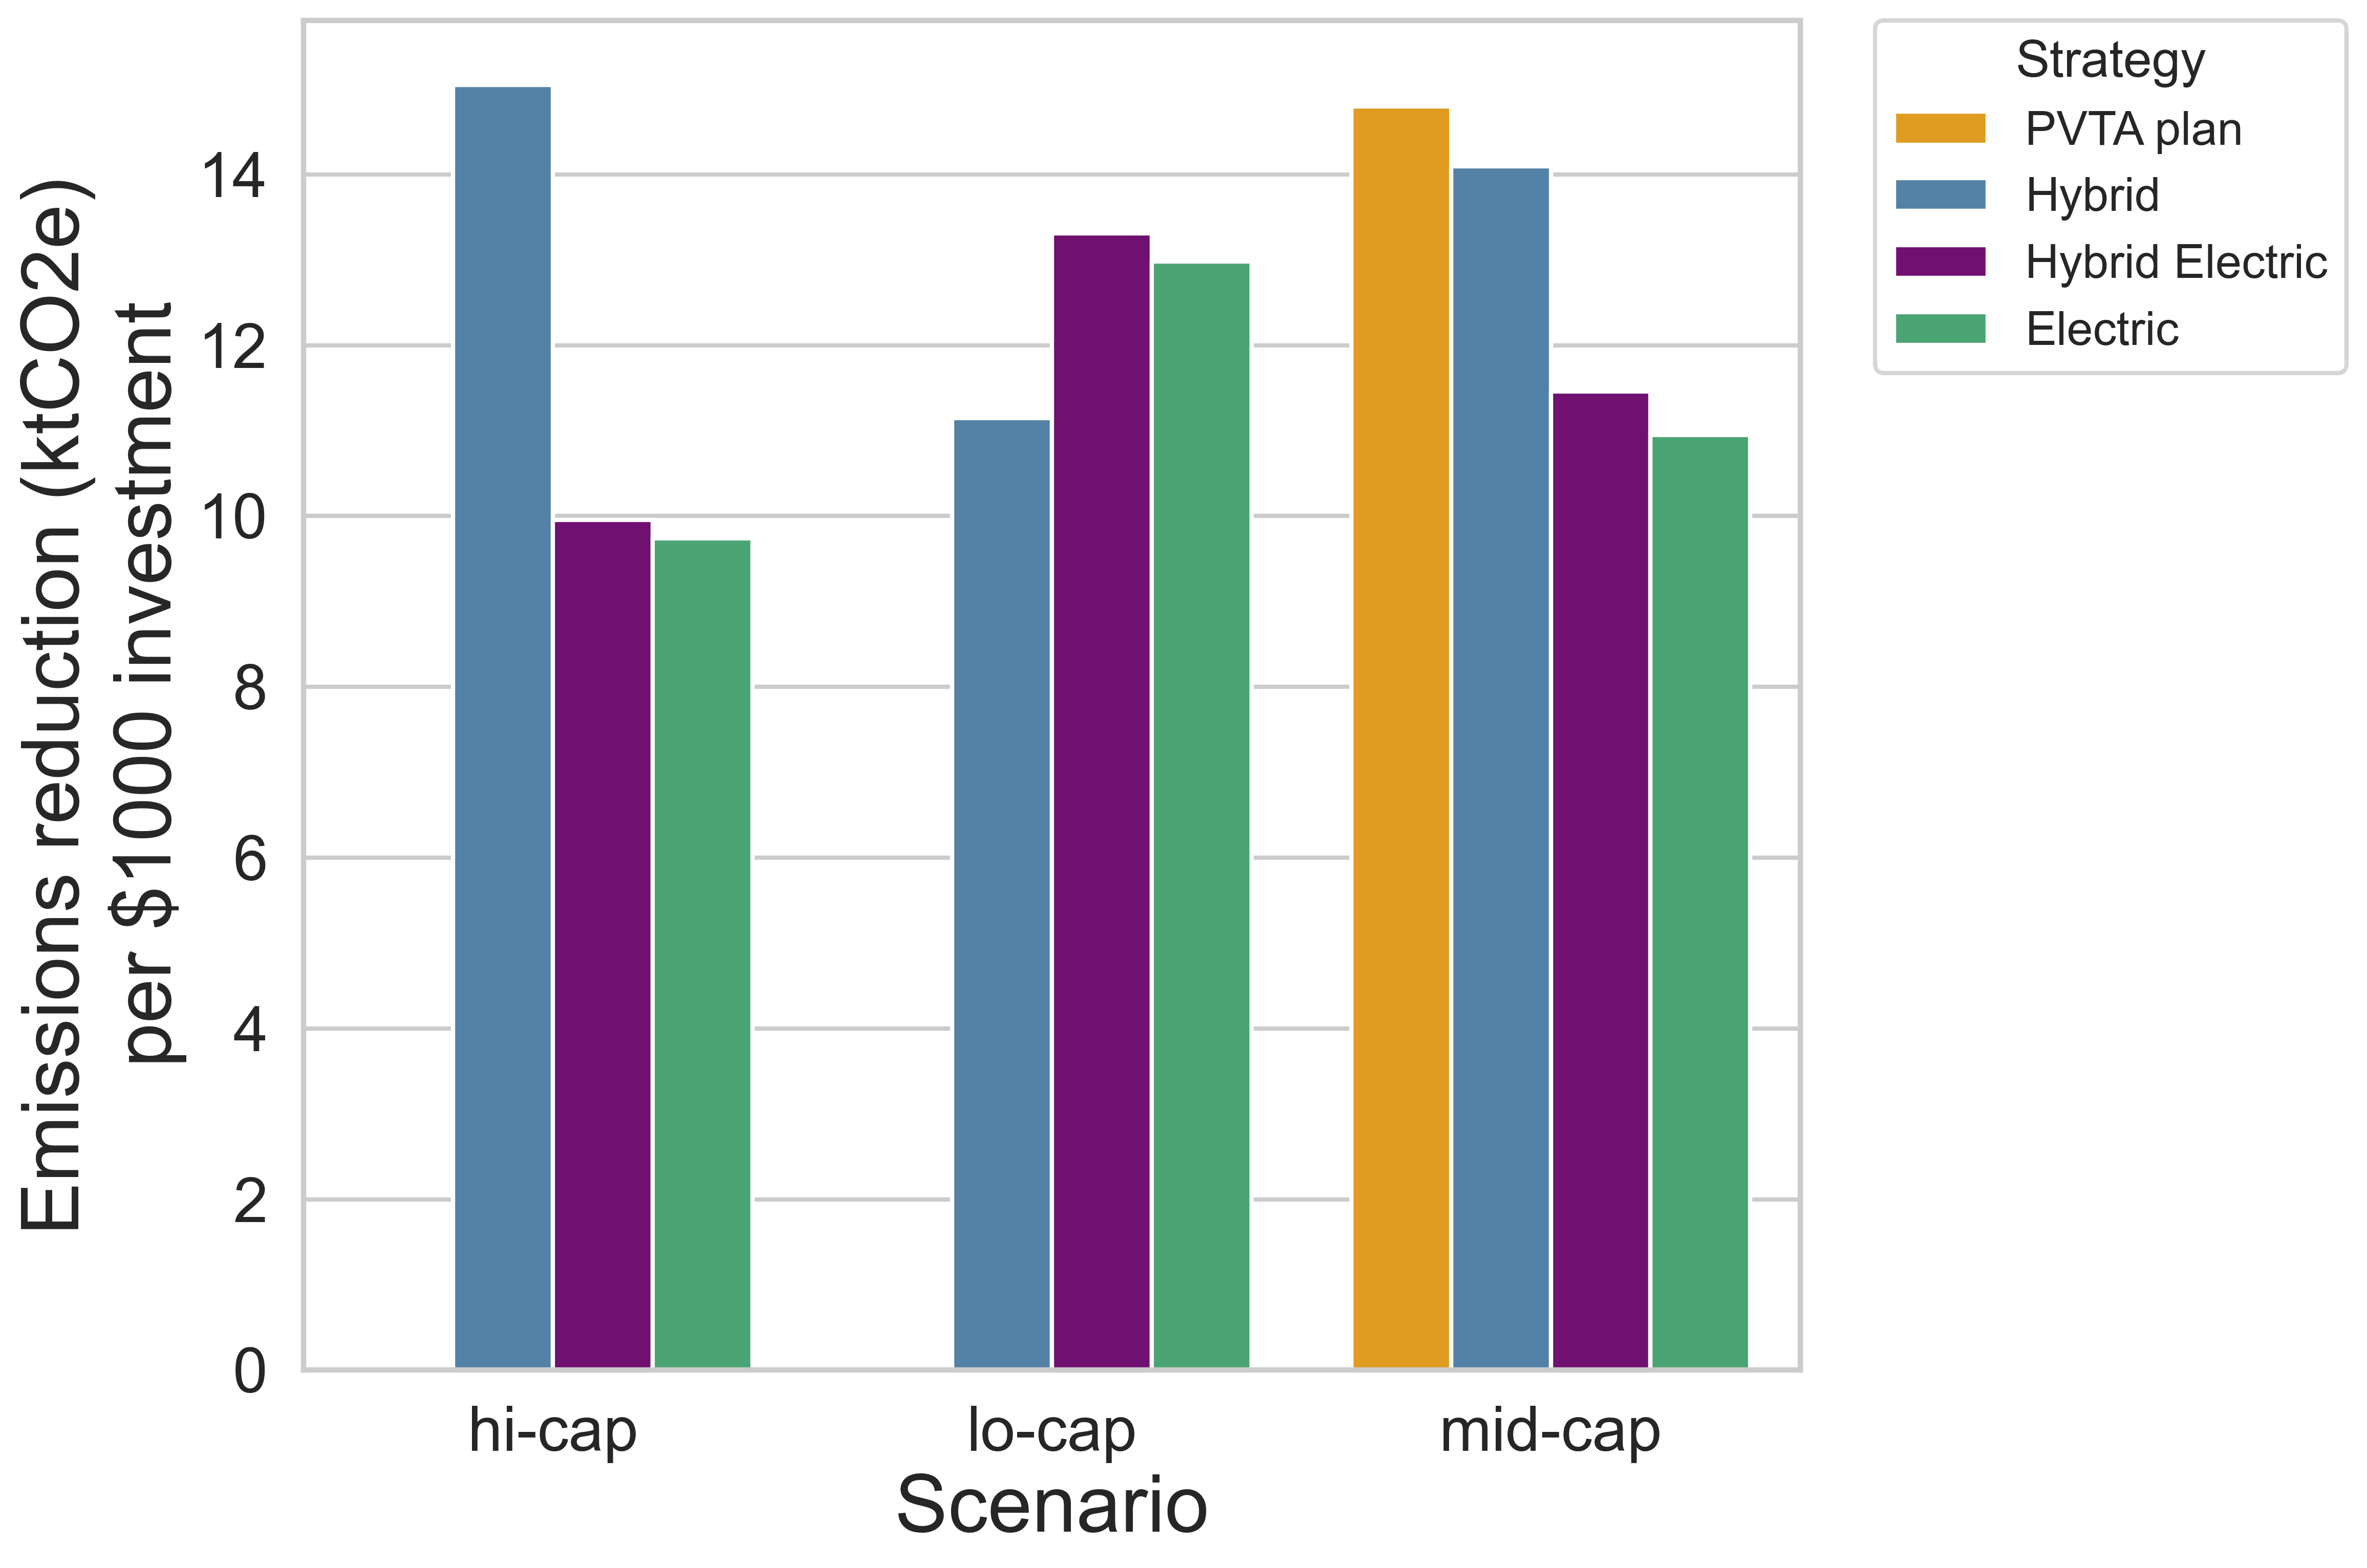 Emissions reduction (ktCO2e)
per $1000 investment
14
12
10
8
6
4
2
0
hi-cap
lo-cap
mid-cap
Scenario
Strategy
PVTA plan
Hybrid
Hybrid Electric
Electric